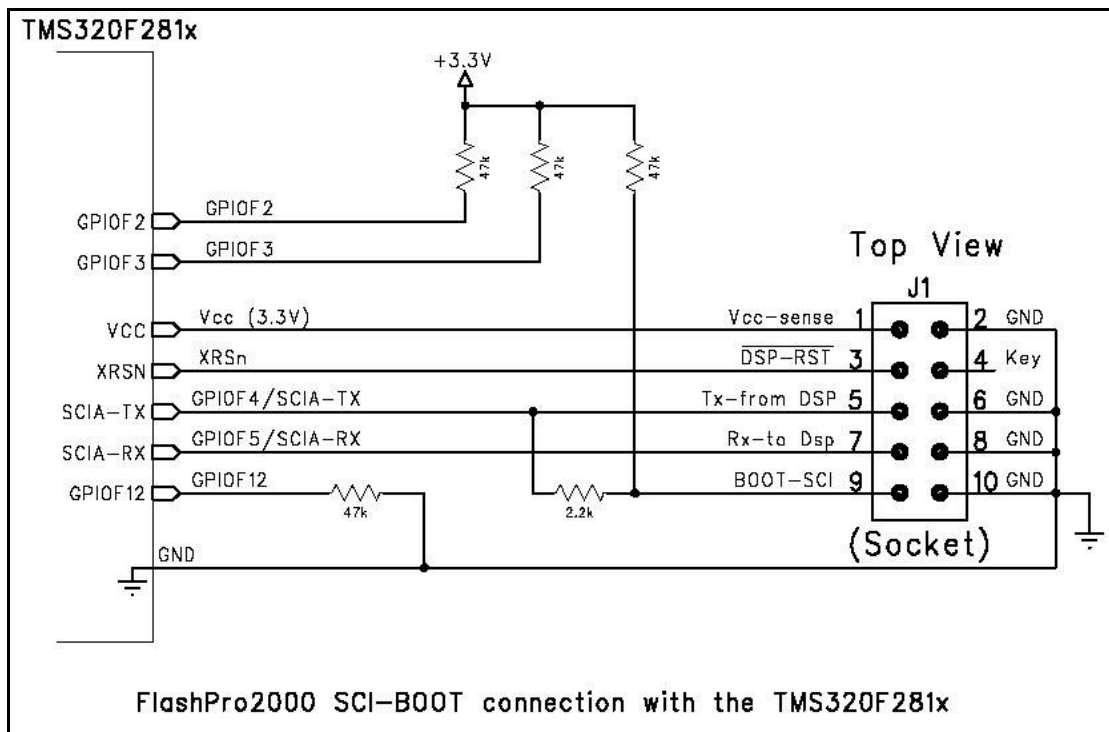 TMS320F281x
+3.3V
47k
47k
47k
GPIOF2
GPIOF2
GPIOF3
GPIOF3
Top View
J1
VCC
Vcc (3.3V)
Vcc-sense
1
2
GND
XRSN
XRSn
DSP-RST
3
4
Key
SCIA-TX
GPIOF4/SCIA-TX
Tx-from DSP
5
6
GND
SCIA-RX
GPIOF5/SCIA-RX
Rx-to Dsp
7
8
GND
GPIOF12
GPIOF12
47k
2.2k
BOOT-SCI
9
10
GND
(Socket)
GND
FlashPro2000 SCI-BOOT connection with the TMS320F281x